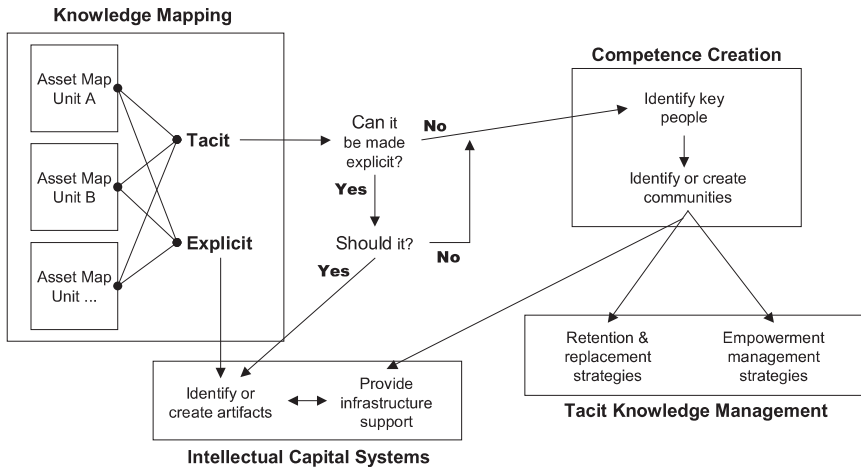 Knowledge Mapping
Asset Map
Unit A
Asset Map
Unit B
Asset Map
Unit ...
Tacit
Explicit
Can it
be made
explicit?
No
Yes
Should it?
No
Yes
Competence Creation
Identify key
people
Identify or create
communities
Retention &
replacement
strategies
Empowerment
management
strategies
Tacit Knowledge Management
Identify or
create artifacts
Provide
infrastructure
support
Intellectual Capital Systems